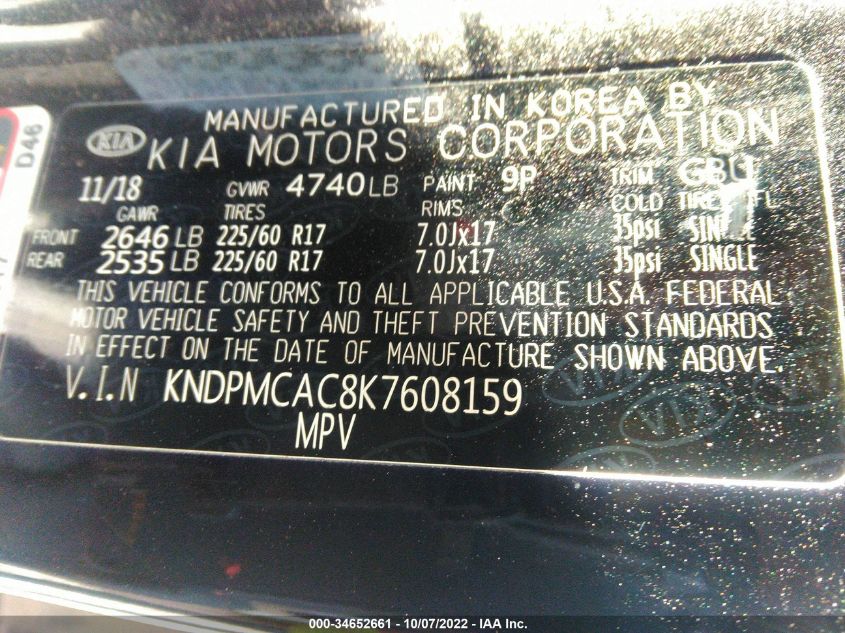 D46
MANUFACTURED IN KOREA BY
KIA KIA MOTORS CORPORATION
11/18 GVWR 4740LB PAINT 9P TRIM GBU
GAWR TIRES RIMS COLD TIRE
FRONT 2646 LB 225/60 R17 7.0Jx17 35psi
REAR 2535 LB 225/60 R17 7.0Jx17 35psi SINGLE
THIS VEHICLE CONFORMS TO ALL APPLICABLE U.S.A. FEDERAL
MOTOR VEHICLE SAFETY AND THEFT PREVENTION STANDARDS
IN EFFECT ON THE DATE OF MANUFACTURE SHOWN ABOVE.
V.I.N KNDPMCAC8K7608159
MPV
000-34652661 - 10/07/2022 - IAA Inc.